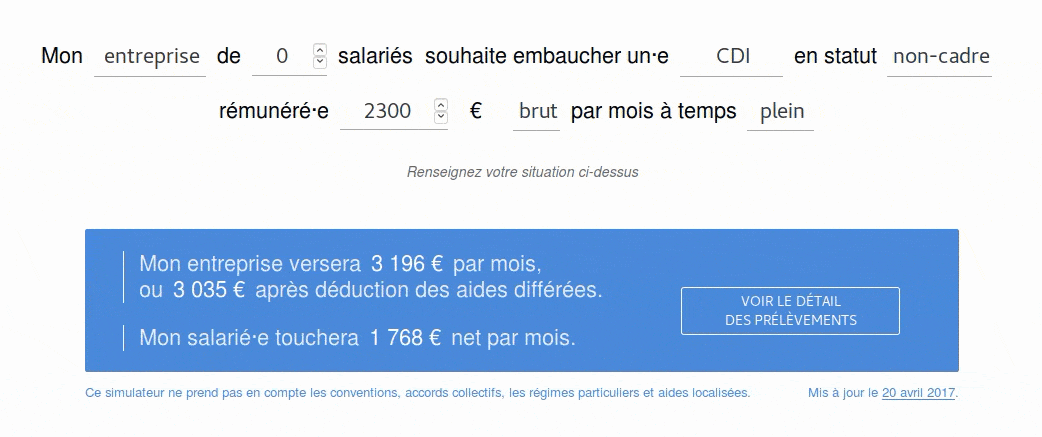 Mon entreprise de 0 salariés souhaite embaucher un·e CDI en statut non-cadre
rémunéré·e 2300 € brut par mois à temps plein
Renseignez votre situation ci-dessus
Mon entreprise versera 3 196 € par mois,
ou 3 035 € après déduction des aides différées.
Mon salarié·e touchera 1 768 € net par mois.
VOIR LE DÉTAIL
DES PRÉLÈVEMENTS
Ce simulateur ne prend pas en compte les conventions, accords collectifs, les régimes particuliers et aides localisées. Mis à jour le 20 avril 2017.